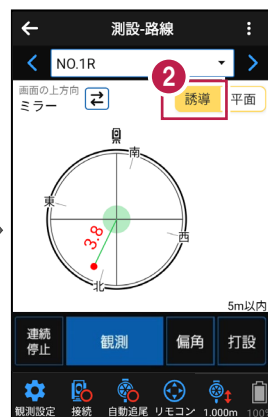 測設-路線
NO.1R
2
画面の上方向
ミラー
誘導
平面
南
東
西
北
3.8
5m以内
連続
停止
観測
偏角
打設
観測設定
接続
自動追尾
リモコン
1.000m
100%